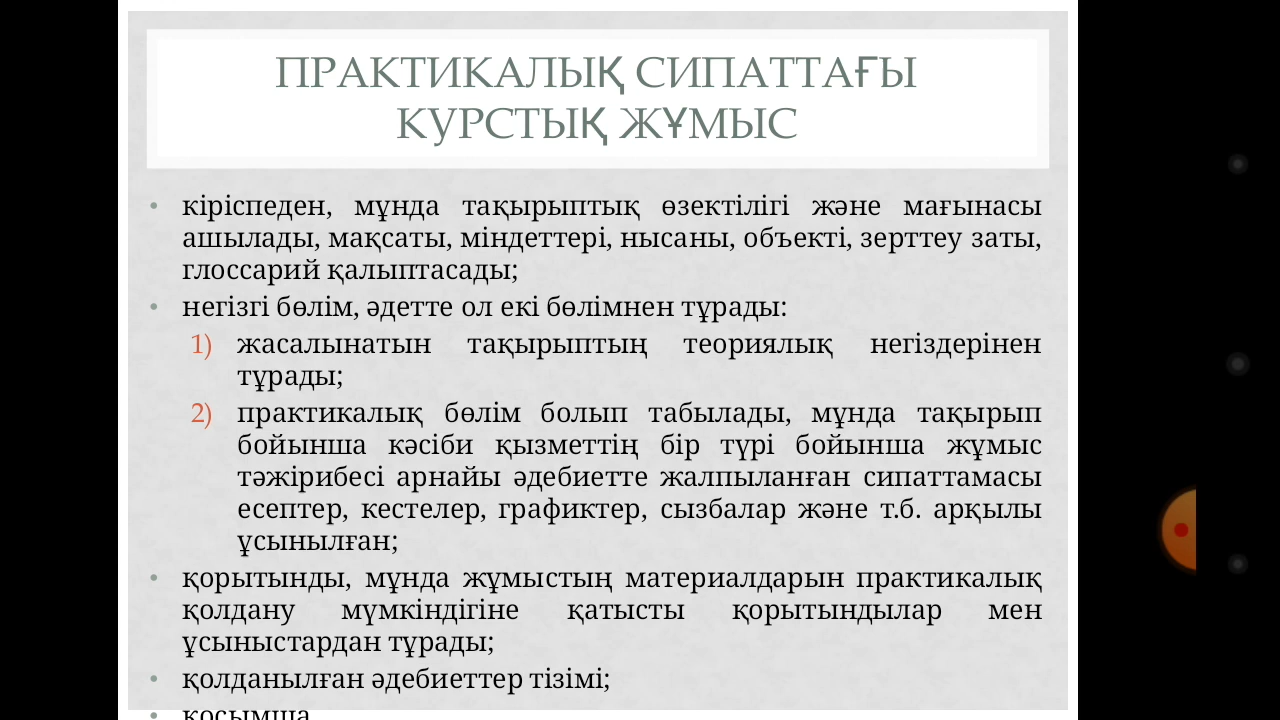 ПРАКТИКАЛЫҚ СИПАТТАҒЫ
КУРСТЫҚ ЖҰМЫС
• кіріспеден, мұнда тақырыптық өзектілігі және мағынасы
ашылады, мақсаты, міндеттері, нысаны, объекті, зерттеу заты,
глоссарий қалыптасады;
• негізгі бөлім, әдетте ол екі бөлімнен тұрады:
1) жасалынатын тақырыптың теориялық негіздерінен
тұрады;
2) практикалық бөлім болып табылады, мұнда тақырып
бойынша кәсіби қызметтің бір түрі бойынша жұмыс
тәжірибесі арнайы әдебиетте жалпыланған сипаттамасы
есептер, кестелер, графиктер, сызбалар және т.б. арқылы
ұсынылған;
• қорытынды, мұнда жұмыстың материалдарын практикалық
қолдану мүмкіндігіне қатысты қорытындылар мен
ұсыныстардан тұрады;
• қолданылған әдебиеттер тізімі;
• қосымша